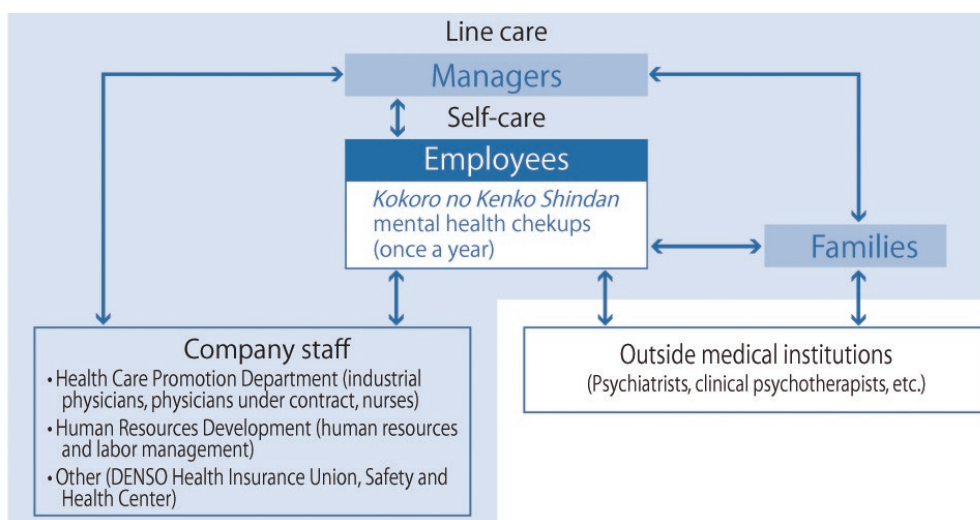 Line care
Managers
Self-care
Employees
Kokoro no Kenko Shindan
mental health chekups
(once a year)
Families
Company staff
・Health Care Promotion Department (industrial
physicians, physicians under contract, nurses)
・Human Resources Development (human resources
and labor management)
・Other (DENSO Health Insurance Union, Safety and
Health Center)
Outside medical institutions
(Psychiatrists, clinical psychotherapists, etc.)